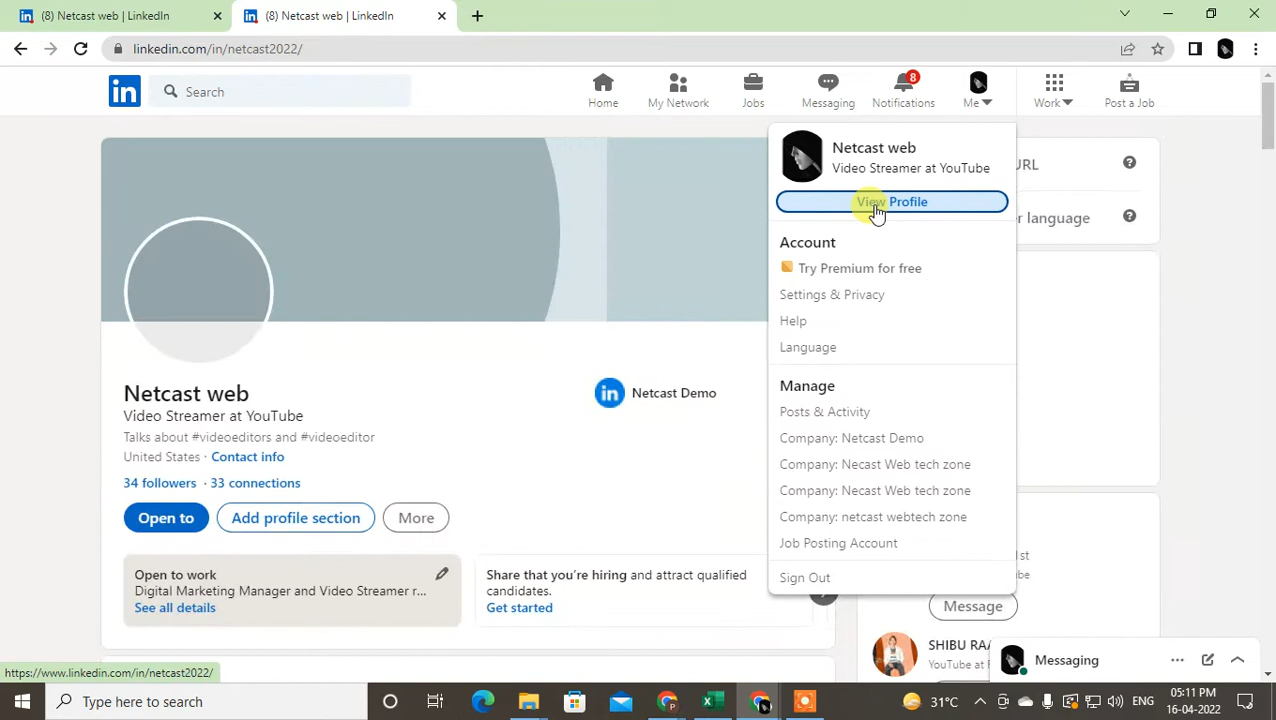 (8) Netcast web | LinkedIn
(8) Netcast web | LinkedIn
linkedin.com/in/netcast2022/
in
Search
Home
My Network
Jobs
Messaging
8
Notifications
Me
Work
Post a Job
Netcast web
Video Streamer at YouTube
View Profile
Account
Try Premium for free
Settings & Privacy
Help
Language
Manage
Posts & Activity
Company: Netcast Demo
Company: Necast Web tech zone
Company: Necast Web tech zone
Company: netcast webtech zone
Job Posting Account
Sign Out
URL
r language
Netcast web
Video Streamer at YouTube
Talks about #videoeditors and #videoeditor
United States · Contact info
34 followers · 33 connections
in Netcast Demo
Open to
Add profile section
More
Open to work
Digital Marketing Manager and Video Streamer r...
See all details
Share that you're hiring and attract qualified
candidates.
Get started
1st
Message
SHIBU RA
YouTube at
Messaging
https://www.linkedin.com/in/netcast2022/
Type here to search
31°C
ENG
05:11 PM
16-04-2022